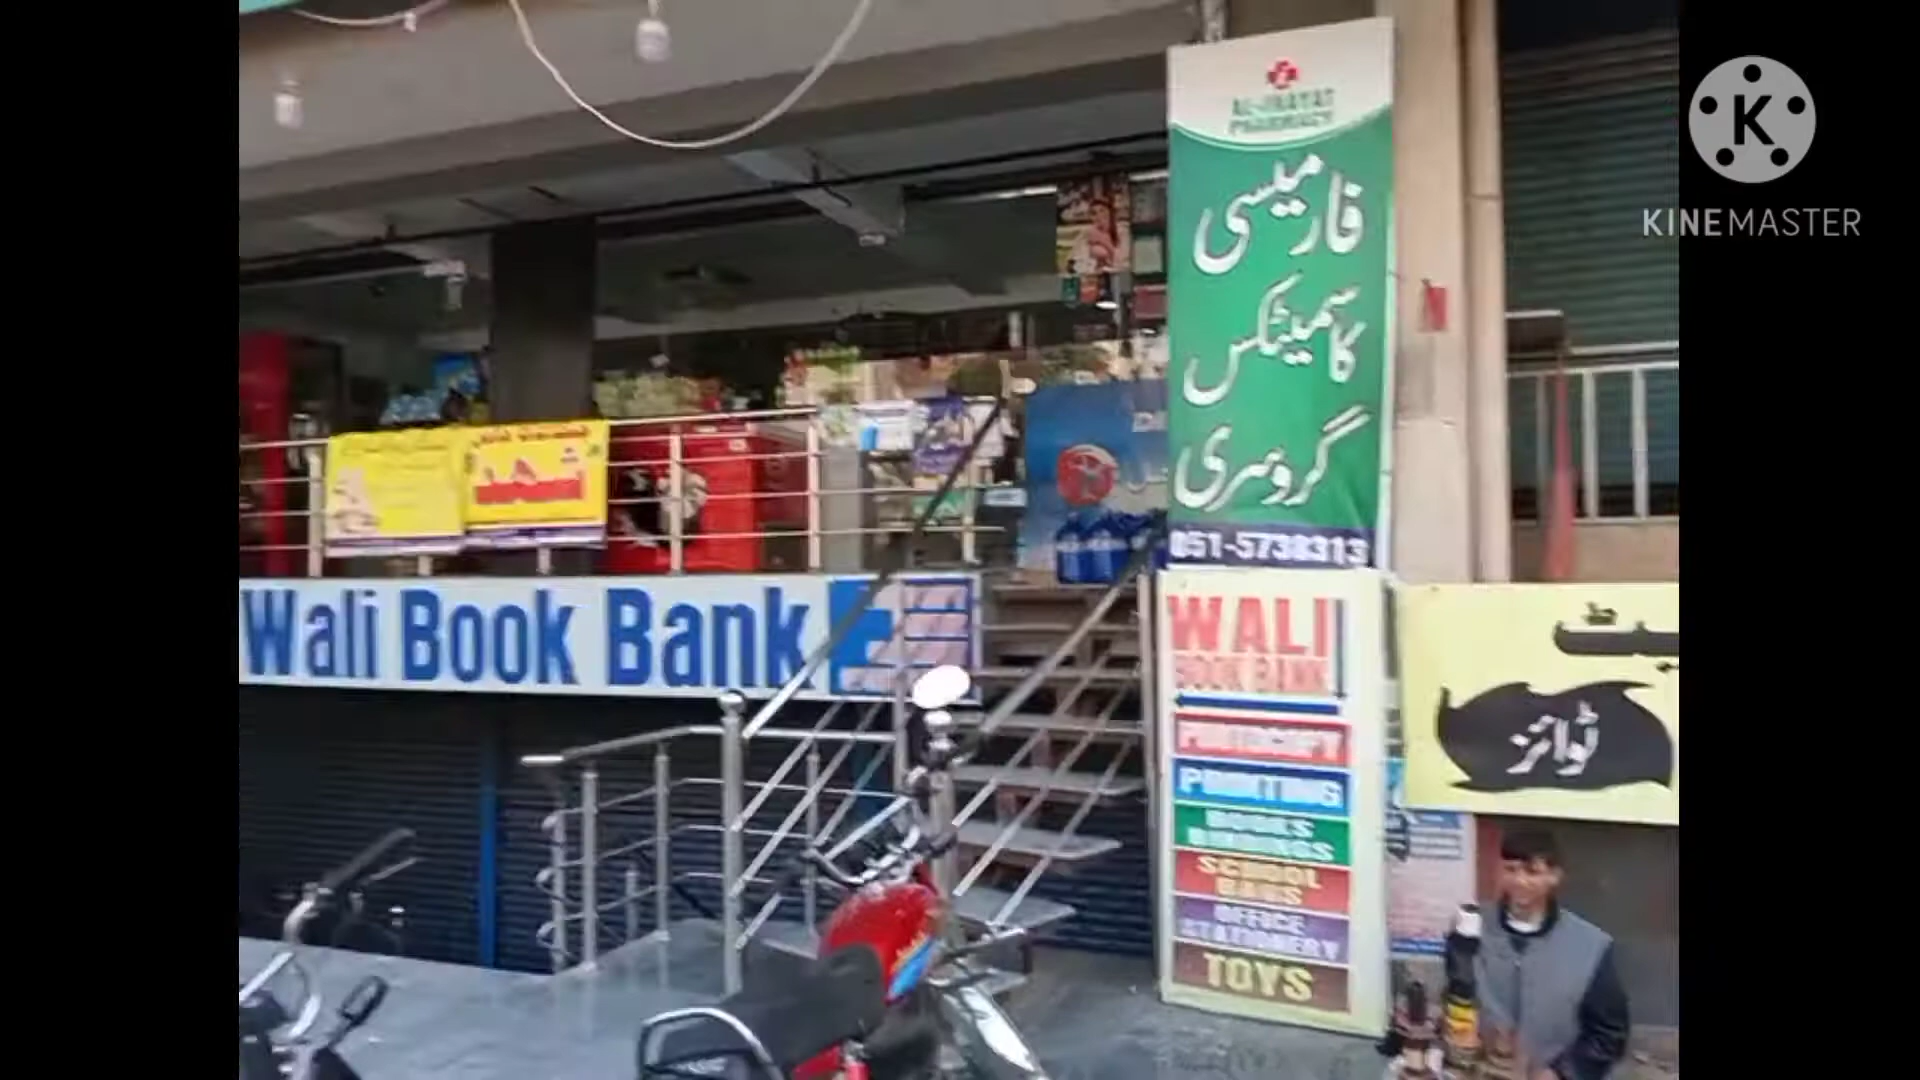 KINEMASTER
AL-INAYAT
PHARMACY
فارمیسی
کاسمیٹکس
گروسری
051-5738313
شہد
Wali Book Bank
WALI
BOOK BANK
PHOTOCOPY
PRINTING
BOOKS
BINDINGS
SCHOOL
BAGS
OFFICE
STATIONERY
TOYS
ٹوائز